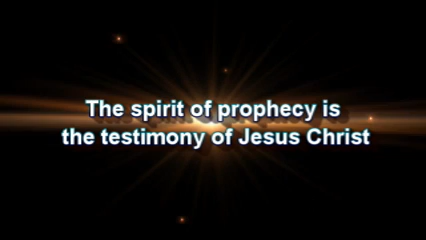 The spirit of prophecy is
the testimony of Jesus Christ